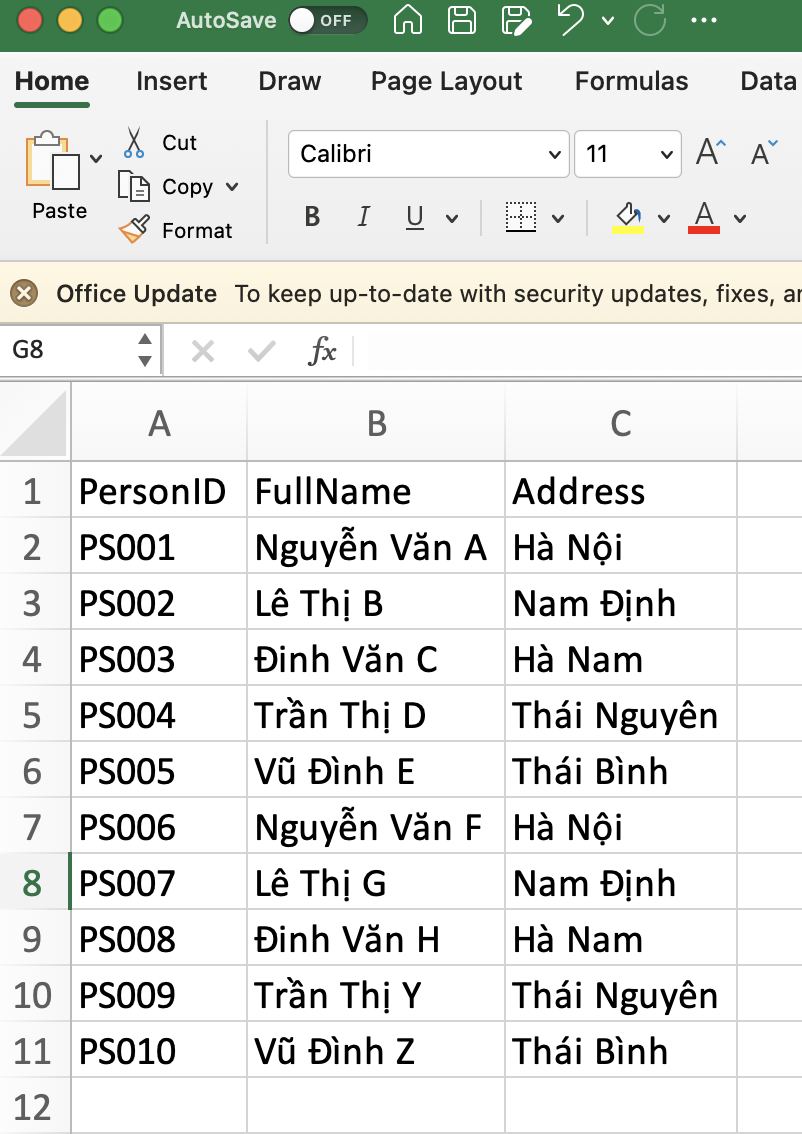 AutoSave OFF
Home Insert Draw Page Layout Formulas Data
Paste
Cut
Copy
Format
Calibri 11 A A
B I U A
Office Update To keep up-to-date with security updates, fixes,
G8 fx
A B C
1 PersonID FullName Address
2 PS001 Nguyễn Văn A Hà Nội
3 PS002 Lê Thị B Nam Định
4 PS003 Đinh Văn C Hà Nam
5 PS004 Trần Thị D Thái Nguyên
6 PS005 Vũ Đình E Thái Bình
7 PS006 Nguyễn Văn F Hà Nội
8 PS007 Lê Thị G Nam Định
9 PS008 Đinh Văn H Hà Nam
10 PS009 Trần Thị Y Thái Nguyên
11 PS010 Vũ Đình Z Thái Bình
12